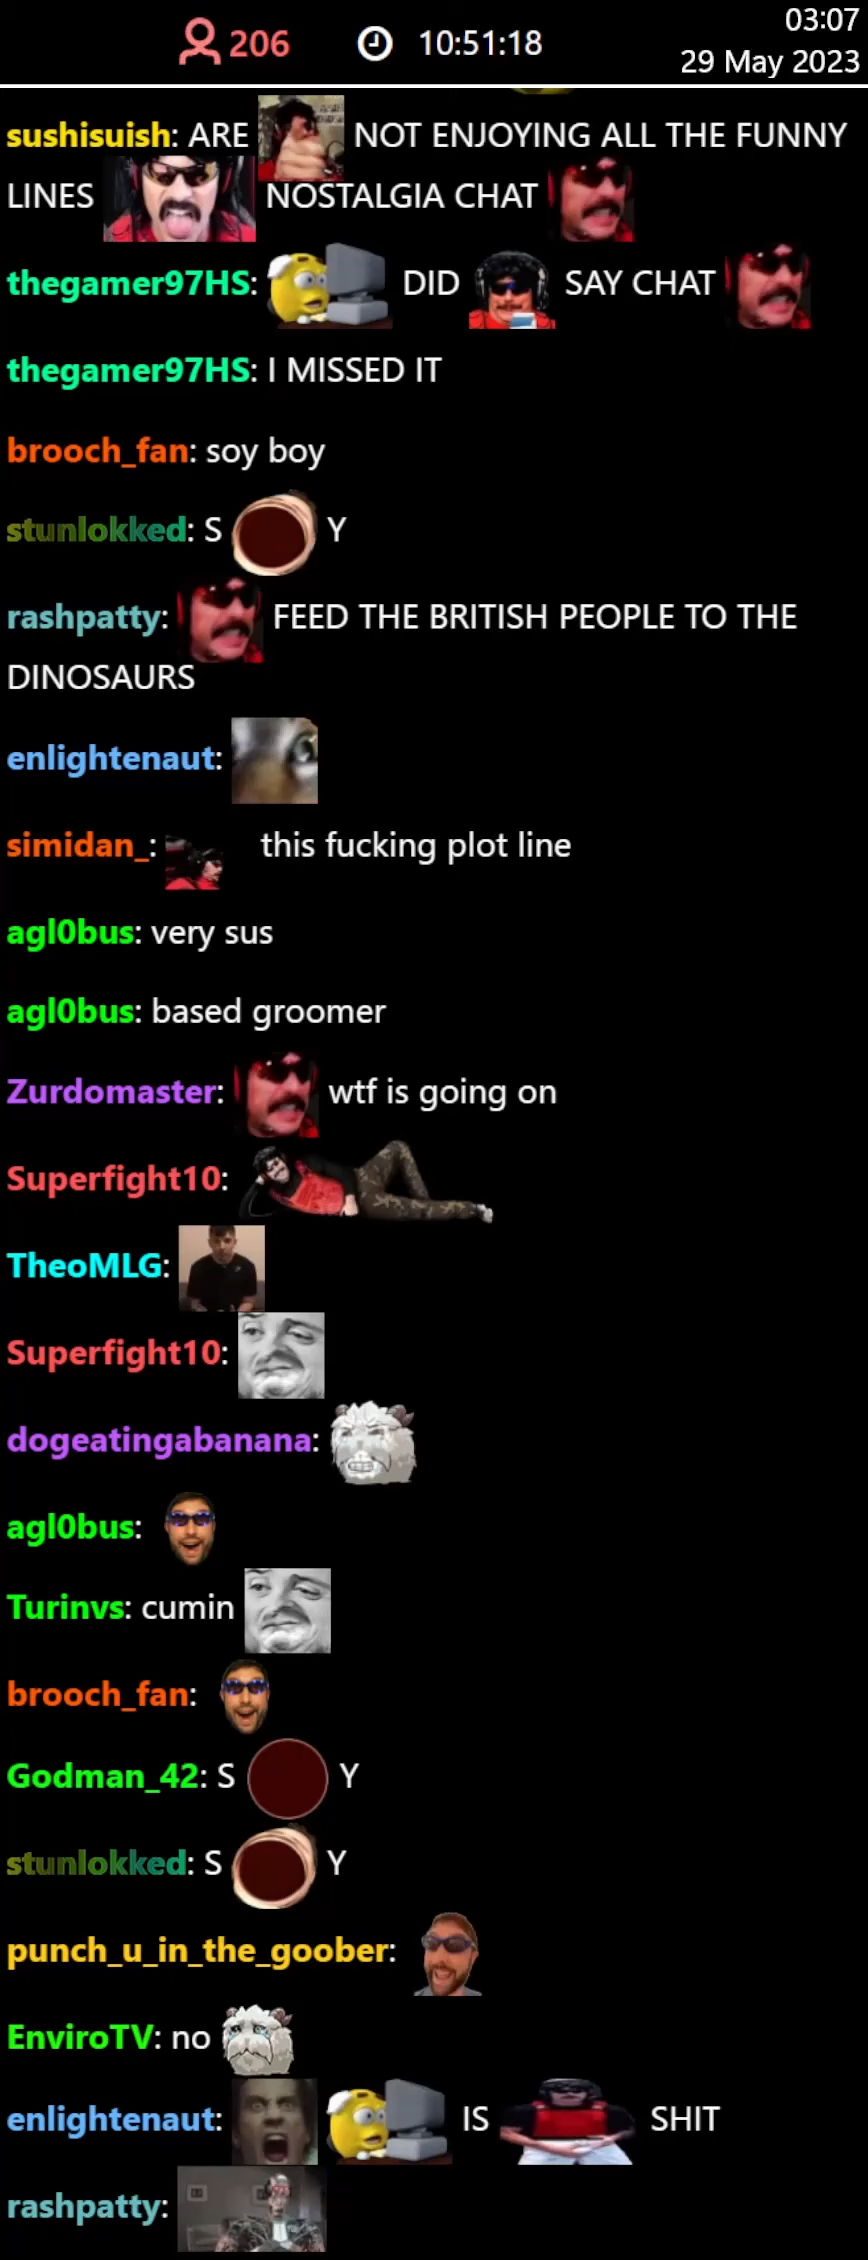 206 10:51:18 03:07
29 May 2023
sushisuish: ARE NOT ENJOYING ALL THE FUNNY
LINES NOSTALGIA CHAT
thegamer97HS: DID SAY CHAT
thegamer97HS: I MISSED IT
brooch_fan: soy boy
stunlokked: S Y
rashpatty: FEED THE BRITISH PEOPLE TO THE
DINOSAURS
enlightenaut:
simidan_: this fucking plot line
agl0bus: very sus
agl0bus: based groomer
Zurdomaster: wtf is going on
Superfight10:
TheoMLG:
Superfight10:
dogeatingabanana:
agl0bus:
Turinvs: cumin
brooch_fan:
Godman_42: S Y
stunlokked: S Y
punch_u_in_the_goober:
EnviroTV: no
enlightenaut: IS SHIT
rashpatty: